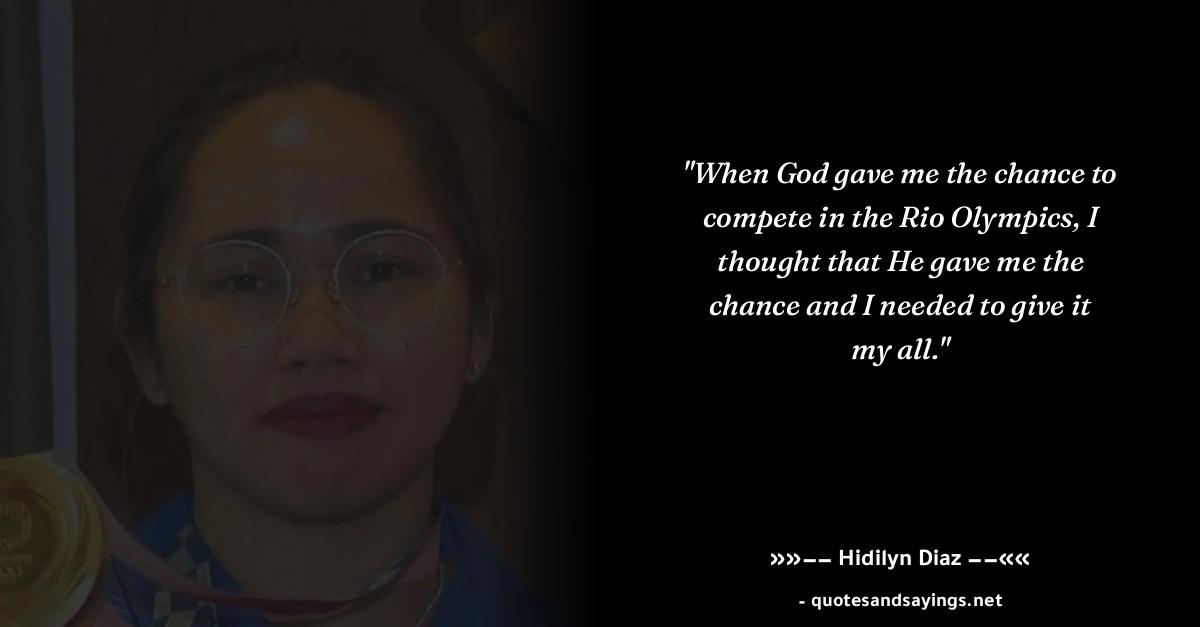 "When God gave me the chance to
compete in the Rio Olympics, I
thought that He gave me the
chance and I needed to give it
my all."
»»–– Hidilyn Diaz ––««
- quotesandsayings.net